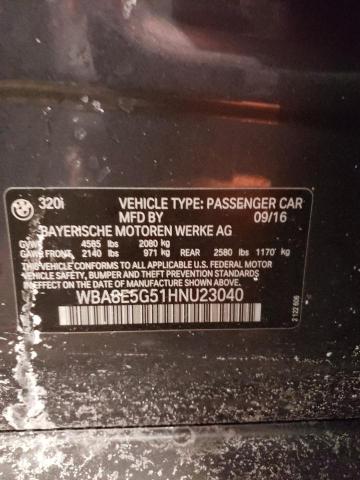 320i VEHICLE TYPE: PASSENGER CAR
MFD BY 09/16
BAYERISCHE MOTOREN WERKE AG
GVWR 4585 lbs 2080 kg
GAWR FRONT 2140 lbs 971 kg REAR 2580 lbs 1170 kg
THIS VEHICLE CONFORMS TO ALL APPLICABLE FEDERAL MOTOR
VEHICLE SAFETY, BUMPER, AND THEFT PREVENTION STANDARDS
IN EFFECT ON THE DATE OF MANUFACTURE SHOWN ABOVE.
WBA8E5G51HNU23040